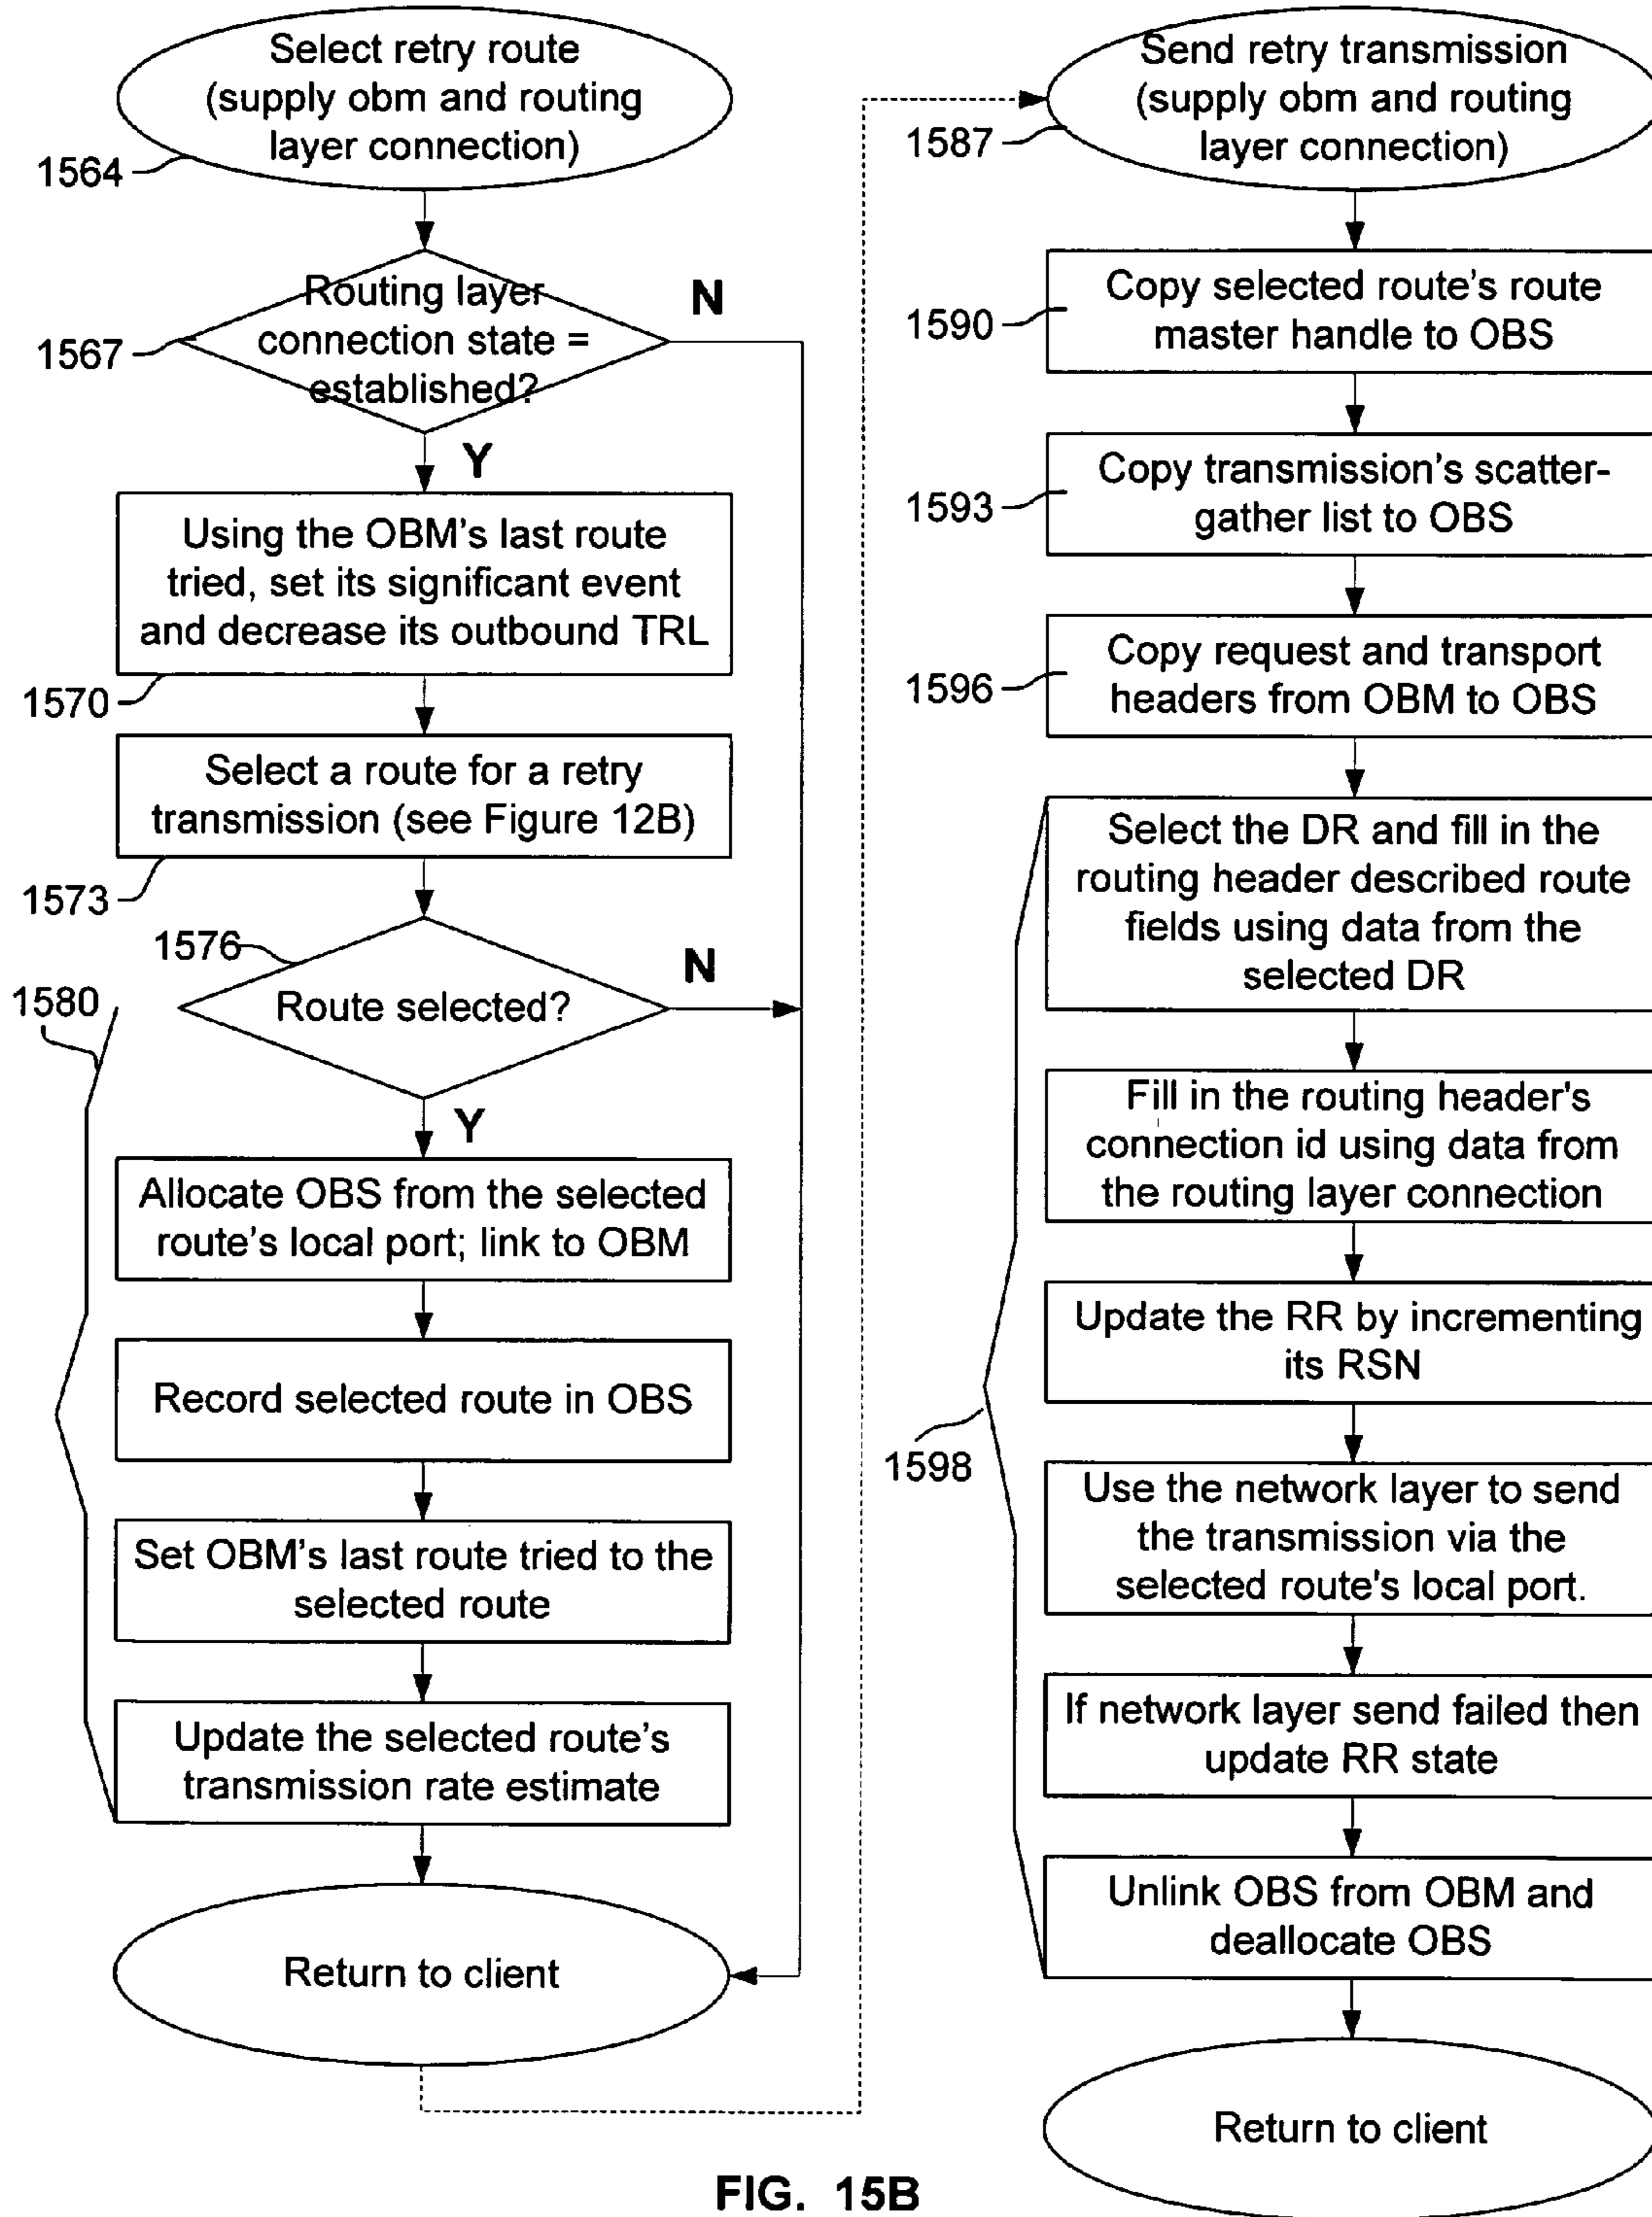 Select retry route
(supply obm and routing
layer connection)
1564
Routing layer
connection state =
established?
1567
N
Y
Using the OBM's last route
tried, set its significant event
and decrease its outbound TRL
1570
Select a route for a retry
transmission (see Figure 12B)
1573
1576
Route selected?
N
1580
Y
Allocate OBS from the selected
route's local port; link to OBM
Record selected route in OBS
Set OBM's last route tried to the
selected route
Update the selected route's
transmission rate estimate
Return to client
Send retry transmission
(supply obm and routing
layer connection)
1587
Copy selected route's route
master handle to OBS
1590
Copy transmission's scatter-
gather list to OBS
1593
Copy request and transport
headers from OBM to OBS
1596
Select the DR and fill in the
routing header described route
fields using data from the
selected DR
Fill in the routing header's
connection id using data from
the routing layer connection
Update the RR by incrementing
its RSN
1598
Use the network layer to send
the transmission via the
selected route's local port.
If network layer send failed then
update RR state
Unlink OBS from OBM and
deallocate OBS
Return to client
FIG. 15B